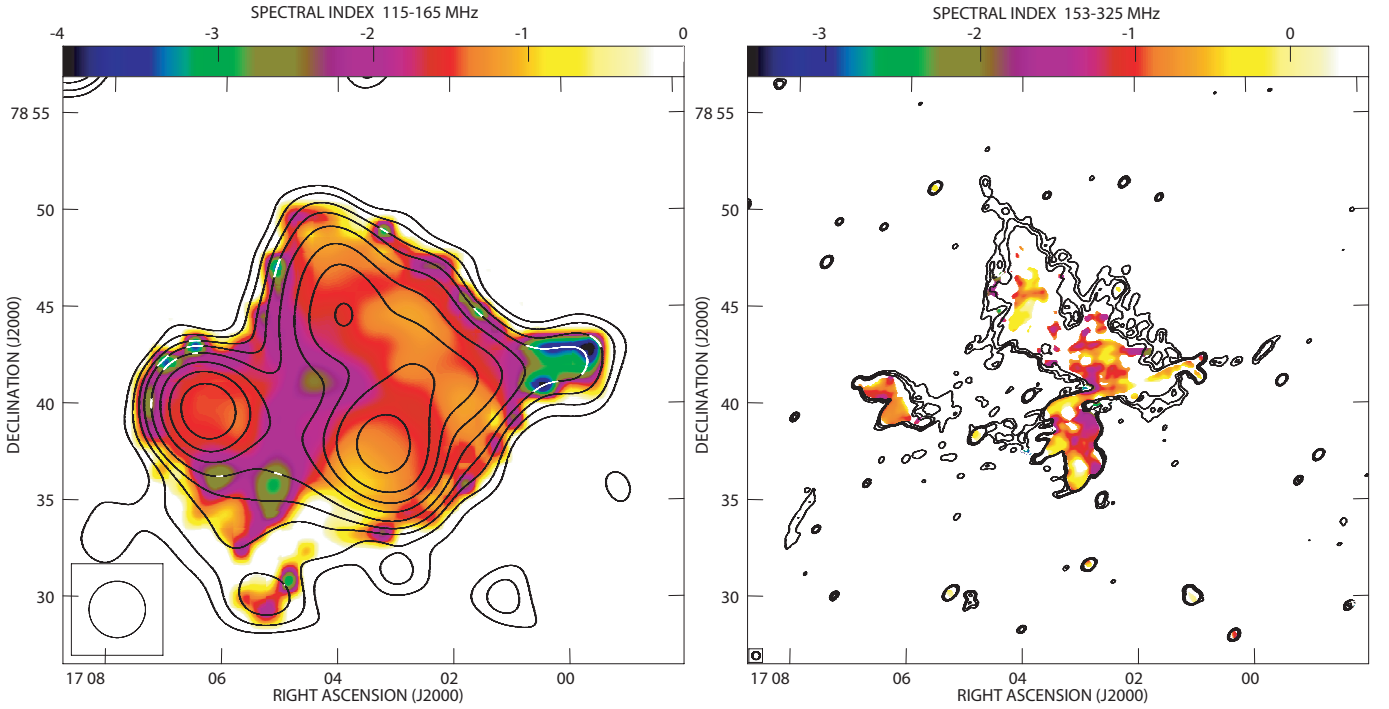 SPECTRAL INDEX 115-165 MHz
-4 -3 -2 -1 0
78 55
50
45
40
35
30
DECLINATION (J2000)
17 08 06 04 02 00
RIGHT ASCENSION (J2000)
SPECTRAL INDEX 153-325 MHz
-3 -2 -1 0
78 55
50
45
40
35
30
DECLINATION (J2000)
17 08 06 04 02 00
RIGHT ASCENSION (J2000)